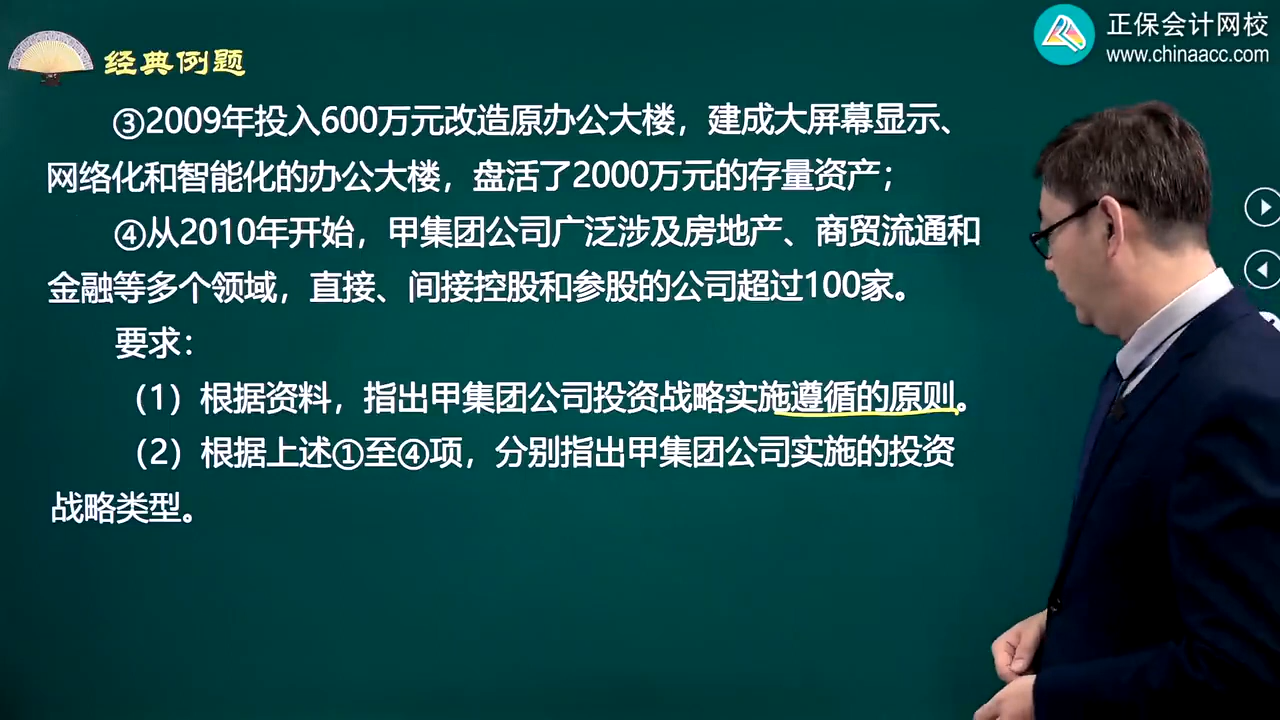 正保会计网校
www.chinaacc.com
经典例题
③2009年投入600万元改造原办公大楼，建成大屏幕显示、
网络化和智能化的办公大楼，盘活了2000万元的存量资产；
④从2010年开始，甲集团公司广泛涉及房地产、商贸流通和
金融等多个领域，直接、间接控股和参股的公司超过100家。
要求：
（1）根据资料，指出甲集团公司投资战略实施遵循的原则。
（2）根据上述①至④项，分别指出甲集团公司实施的投资
战略类型。